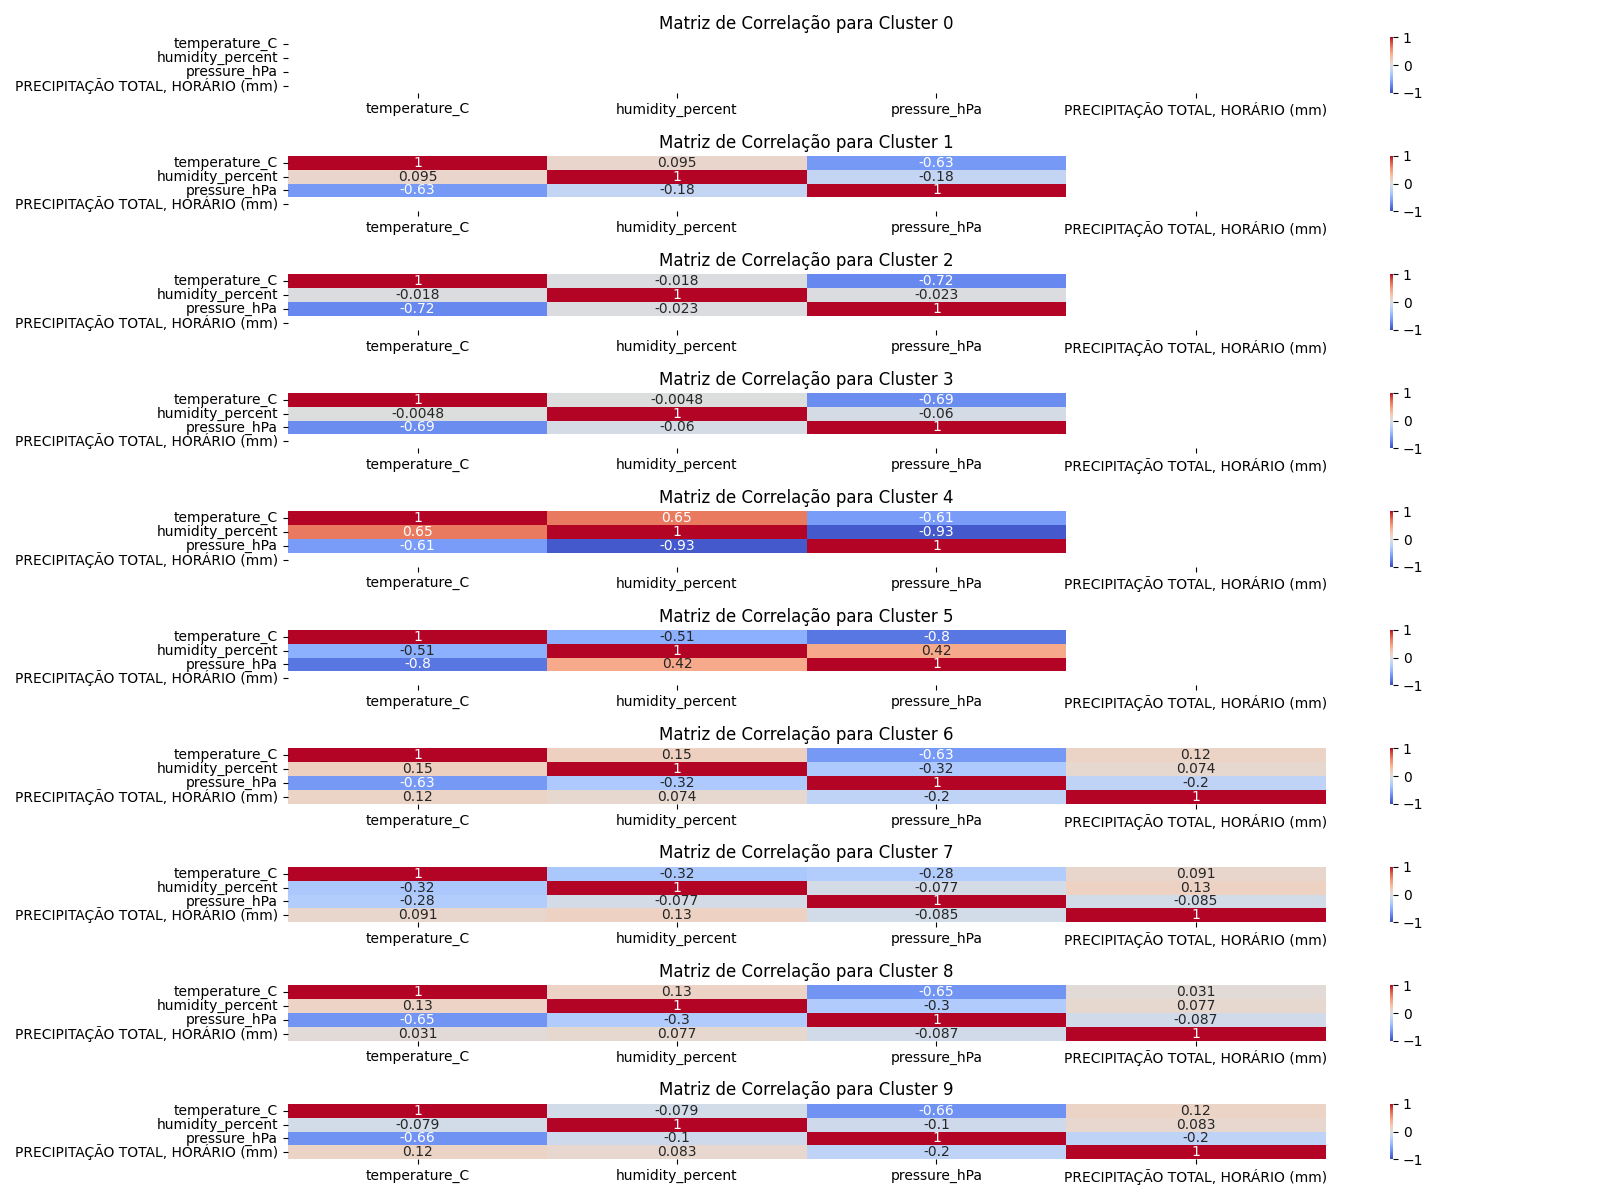 Matriz de Correlação para Cluster 0
temperature_C
humidity_percent
pressure_hPa
PRECIPITAÇÃO TOTAL, HORÁRIO (mm)
temperature_C humidity_percent pressure_hPa PRECIPITAÇÃO TOTAL, HORÁRIO (mm)
1
0
−1
Matriz de Correlação para Cluster 1
temperature_C 1 0.095 -0.63
humidity_percent 0.095 1 -0.18
pressure_hPa -0.63 -0.18 1
PRECIPITAÇÃO TOTAL, HORÁRIO (mm)
temperature_C humidity_percent pressure_hPa PRECIPITAÇÃO TOTAL, HORÁRIO (mm)
1
0
−1
Matriz de Correlação para Cluster 2
temperature_C 1 -0.018 -0.72
humidity_percent -0.018 1 -0.023
pressure_hPa -0.72 -0.023 1
PRECIPITAÇÃO TOTAL, HORÁRIO (mm)
temperature_C humidity_percent pressure_hPa PRECIPITAÇÃO TOTAL, HORÁRIO (mm)
1
0
−1
Matriz de Correlação para Cluster 3
temperature_C 1 -0.0048 -0.69
humidity_percent -0.0048 1 -0.06
pressure_hPa -0.69 -0.06 1
PRECIPITAÇÃO TOTAL, HORÁRIO (mm)
temperature_C humidity_percent pressure_hPa PRECIPITAÇÃO TOTAL, HORÁRIO (mm)
1
0
−1
Matriz de Correlação para Cluster 4
temperature_C 1 0.65 -0.61
humidity_percent 0.65 1 -0.93
pressure_hPa -0.61 -0.93 1
PRECIPITAÇÃO TOTAL, HORÁRIO (mm)
temperature_C humidity_percent pressure_hPa PRECIPITAÇÃO TOTAL, HORÁRIO (mm)
1
0
−1
Matriz de Correlação para Cluster 5
temperature_C 1 -0.51 -0.8
humidity_percent -0.51 1 0.42
pressure_hPa -0.8 0.42 1
PRECIPITAÇÃO TOTAL, HORÁRIO (mm)
temperature_C humidity_percent pressure_hPa PRECIPITAÇÃO TOTAL, HORÁRIO (mm)
1
0
−1
Matriz de Correlação para Cluster 6
temperature_C 1 0.15 -0.63 0.12
humidity_percent 0.15 1 -0.32 0.074
pressure_hPa -0.63 -0.32 1 -0.2
PRECIPITAÇÃO TOTAL, HORÁRIO (mm) 0.12 0.074 -0.2 1
temperature_C humidity_percent pressure_hPa PRECIPITAÇÃO TOTAL, HORÁRIO (mm)
1
0
−1
Matriz de Correlação para Cluster 7
temperature_C 1 -0.32 -0.28 0.091
humidity_percent -0.32 1 -0.077 0.13
pressure_hPa -0.28 -0.077 1 -0.085
PRECIPITAÇÃO TOTAL, HORÁRIO (mm) 0.091 0.13 -0.085 1
temperature_C humidity_percent pressure_hPa PRECIPITAÇÃO TOTAL, HORÁRIO (mm)
1
0
−1
Matriz de Correlação para Cluster 8
temperature_C 1 0.13 -0.65 0.031
humidity_percent 0.13 1 -0.3 0.077
pressure_hPa -0.65 -0.3 1 -0.087
PRECIPITAÇÃO TOTAL, HORÁRIO (mm) 0.031 0.077 -0.087 1
temperature_C humidity_percent pressure_hPa PRECIPITAÇÃO TOTAL, HORÁRIO (mm)
1
0
−1
Matriz de Correlação para Cluster 9
temperature_C 1 -0.079 -0.66 0.12
humidity_percent -0.079 1 -0.1 0.083
pressure_hPa -0.66 -0.1 1 -0.2
PRECIPITAÇÃO TOTAL, HORÁRIO (mm) 0.12 0.083 -0.2 1
temperature_C humidity_percent pressure_hPa PRECIPITAÇÃO TOTAL, HORÁRIO (mm)
1
0
−1